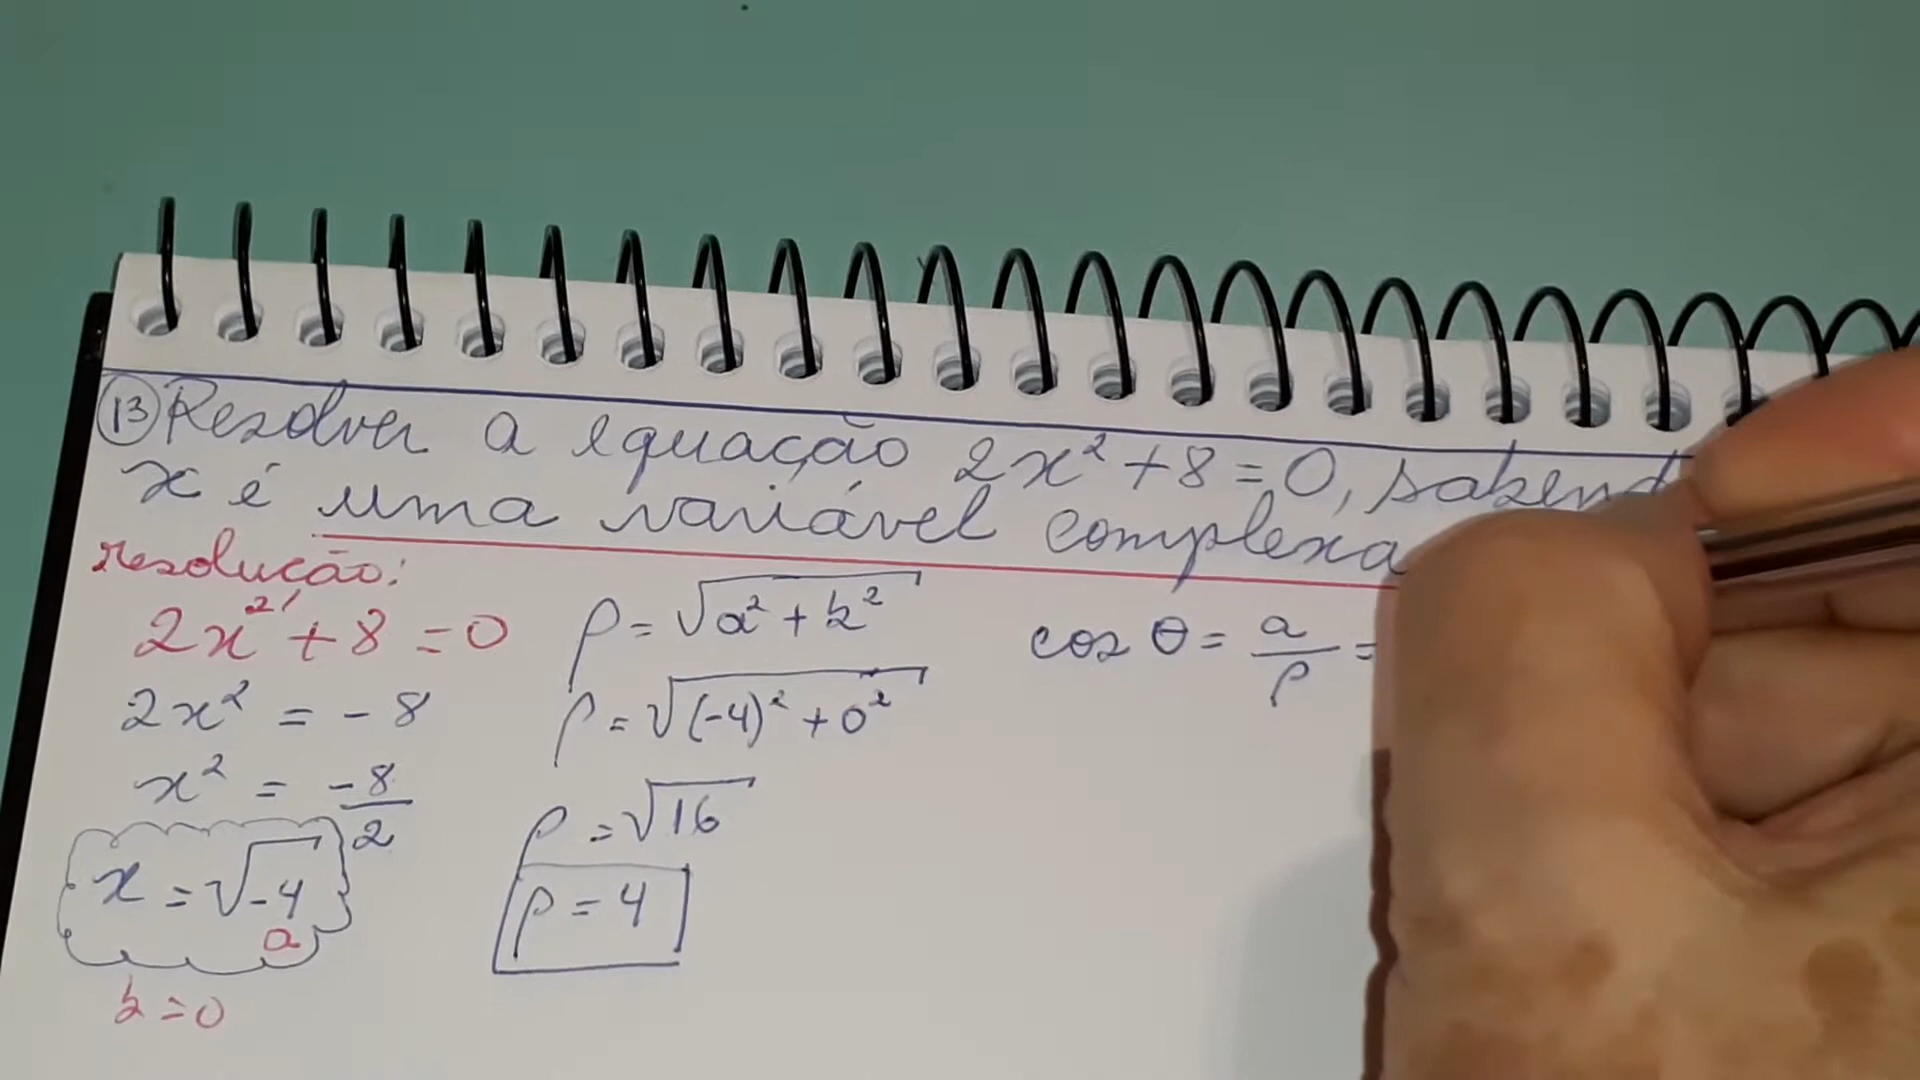 13 Resolver a equação 2x² + 8 = 0,
x é uma variável complexa
resolução:
2x² + 8 = 0
2x² = -8
x² = -8/2
x = √-4
a
b = 0
ρ = √a² + b²
ρ = √(-4)² + 0²
ρ = √16
ρ = 4
cos θ = a/ρ =